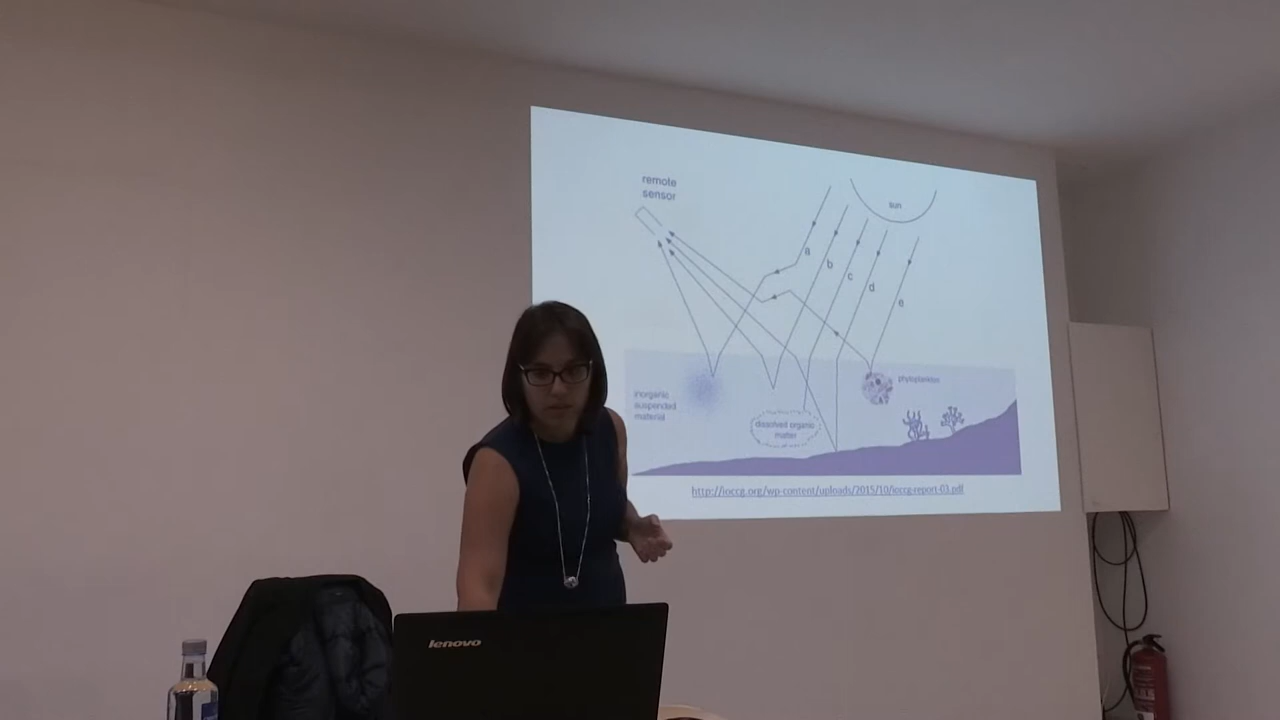 remote
sensor
sun
a
b
c
d
e
phytoplankton
inorganic
suspended
material
dissolved organic
matter
http://ioccg.org/wp-content/uploads/2015/10/ioccg-report-03.pdf
lenovo